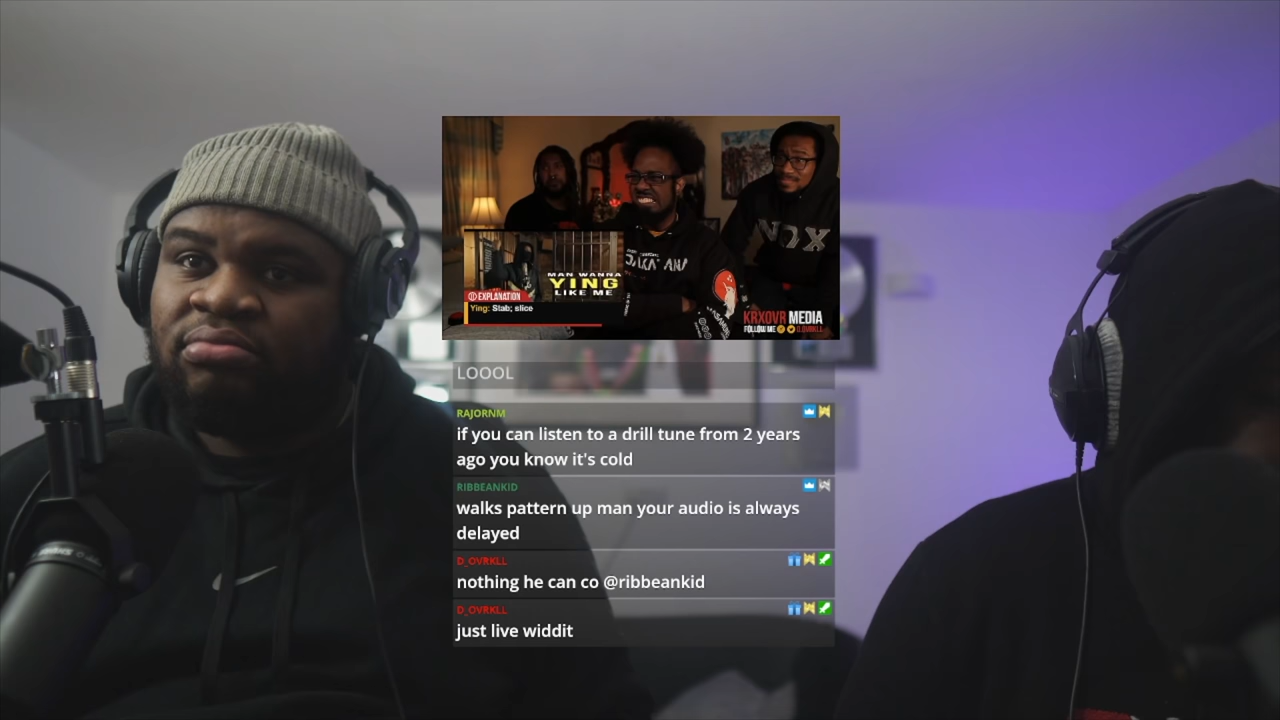 NOX
MAN WANNA
YING
LIKE ME
EXPLANATION
Ying: Stab; slice
KRXOVR MEDIA
FOLLOW ME
D_OVRKLL
LOOOL
RAJORNM
if you can listen to a drill tune from 2 years
ago you know it's cold
RIBBEANKID
walks pattern up man your audio is always
delayed
D_OVRKLL
nothing he can co @ribbeankid
D_OVRKLL
just live widdit